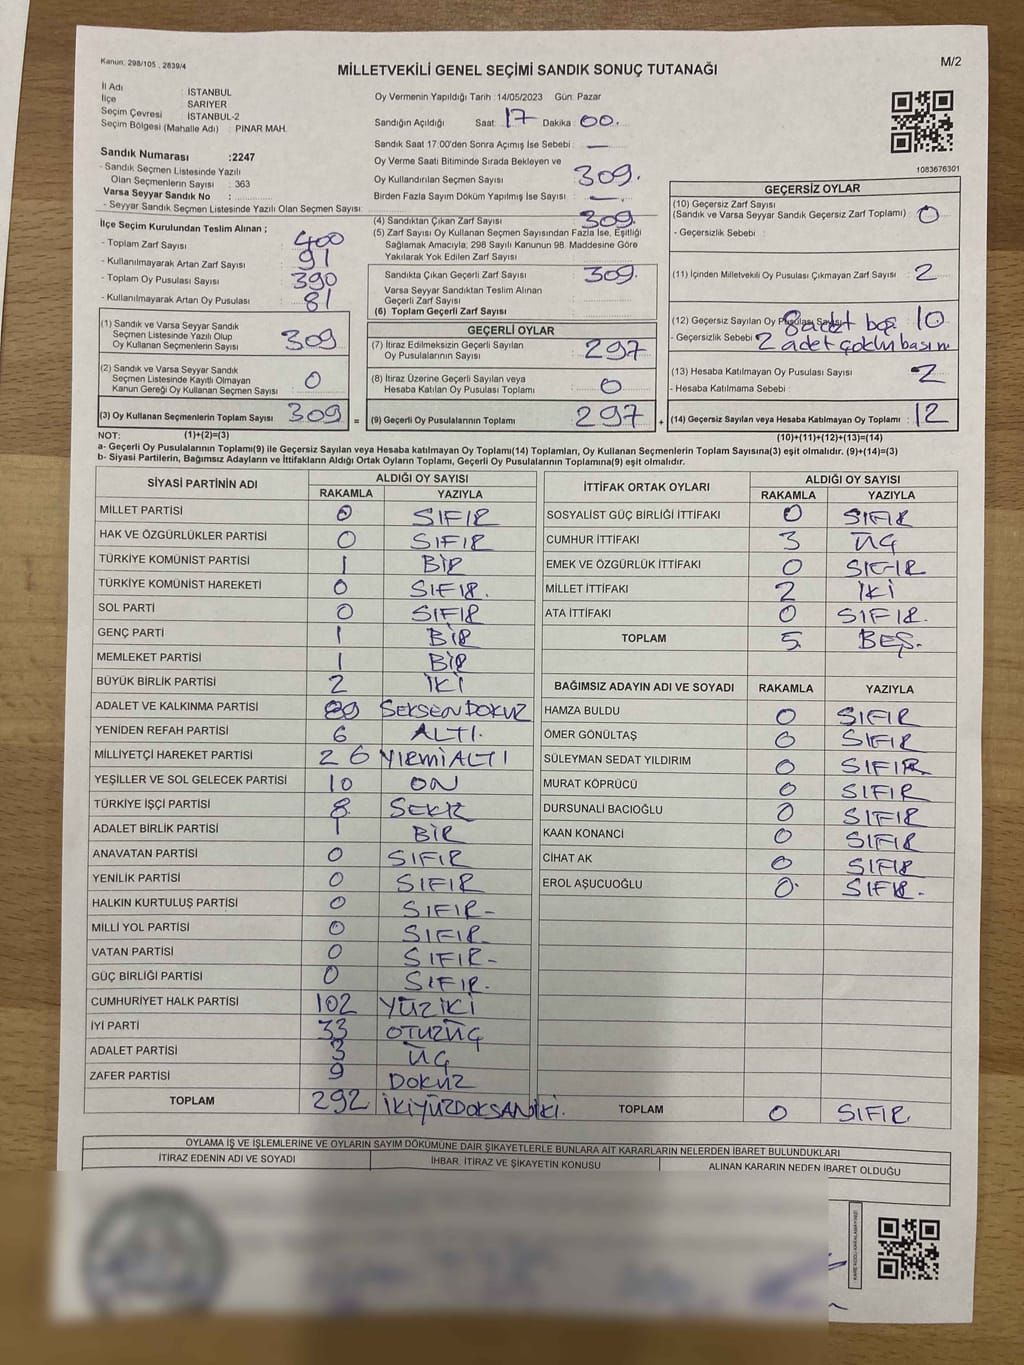 Kanun: 298/105 , 2839/4
M/2
MİLLETVEKİLİ GENEL SEÇİMİ SANDIK SONUÇ TUTANAĞI
İl Adı : İSTANBUL
İlçe : SARIYER
Seçim Çevresi : İSTANBUL-2
Seçim Bölgesi (Mahalle Adı) : PINAR MAH.
Sandık Numarası :2247
- Sandık Seçmen Listesinde Yazılı
Olan Seçmenlerin Sayısı : 363
Varsa Seyyar Sandık No :
- Seyyar Sandık Seçmen Listesinde Yazılı Olan Seçmen Sayısı:
Oy Vermenin Yapıldığı Tarih :14/05/2023 Gün: Pazar
Sandığın Açıldığı Saat: 17 Dakika : 00.
Sandık Saat 17:00'den Sonra Açımış İse Sebebi : —
Oy Verme Saati Bitiminde Sırada Bekleyen ve
Oy Kullandırılan Seçmen Sayısı : 309.
Birden Fazla Sayım Döküm Yapılmış İse Sayısı : —
1083676301
İlçe Seçim Kurulundan Teslim Alınan ;
- Toplam Zarf Sayısı : 400
- Kullanılmayarak Artan Zarf Sayısı : 91
- Toplam Oy Pusulası Sayısı : 390
- Kullanılmayarak Artan Oy Pusulası : 81
(4) Sandıktan Çıkan Zarf Sayısı : 309.
(5) Zarf Sayısı Oy Kullanan Seçmen Sayısından Fazla İse, Eşitliği
Sağlamak Amacıyla; 298 Sayılı Kanunun 98. Maddesine Göre
Yakılarak Yok Edilen Zarf Sayısı :
Sandıkta Çıkan Geçerli Zarf Sayısı : 309.
Varsa Seyyar Sandıktan Teslim Alınan
Geçerli Zarf Sayısı :
(6) Toplam Geçerli Zarf Sayısı :
GEÇERSİZ OYLAR
(10) Geçersiz Zarf Sayısı
(Sandık ve Varsa Seyyar Sandık Geçersiz Zarf Toplamı) : 0
- Geçersizlik Sebebi :
(11) İçinden Milletvekili Oy Pusulası Çıkmayan Zarf Sayısı : 2
(12) Geçersiz Sayılan Oy Pusulası Sayısı : 10
8 adet boş
- Geçersizlik Sebebi : 2 adet çoklu basım
(13) Hesaba Katılmayan Oy Pusulası Sayısı : 2
- Hesaba Katılmama Sebebi :
(14) Geçersiz Sayılan veya Hesaba Katılmayan Oy Toplamı : 12
(1) Sandık ve Varsa Seyyar Sandık
Seçmen Listesinde Yazılı Olup
Oy Kullanan Seçmenlerin Sayısı : 309
(2) Sandık ve Varsa Seyyar Sandık
Seçmen Listesinde Kayıtlı Olmayan
Kanun Gereği Oy Kullanan Seçmen Sayısı : 0
(3) Oy Kullanan Seçmenlerin Toplam Sayısı : 309 =
GEÇERLİ OYLAR
(7) İtiraz Edilmeksizin Geçerli Sayılan
Oy Pusulalarının Sayısı : 297
(8) İtiraz Üzerine Geçerli Sayılan veya
Hesaba Katılan Oy Pusulası Toplamı : 0
(9) Geçerli Oy Pusulalarının Toplamı : 297 +
NOT: (1)+(2)=(3) (10)+(11)+(12)+(13)=(14)
a- Geçerli Oy Pusulalarının Toplamı(9) ile Geçersiz Sayılan veya Hesaba katılmayan Oy Toplamı(14) Toplamları, Oy Kullanan Seçmenlerin Toplam Sayısına(3) eşit olmalıdır. (9)+(14)=(3)
b- Siyasi Partilerin, Bağımsız Adayların ve İttifakların Aldığı Ortak Oyların Toplamı, Geçerli Oy Pusulalarının Toplamına(9) eşit olmalıdır.
SİYASİ PARTİNİN ADI ALDIĞI OY SAYISI
RAKAMLA YAZIYLA
MİLLET PARTİSİ 0 SIFIR
HAK VE ÖZGÜRLÜKLER PARTİSİ 0 SIFIR
TÜRKİYE KOMÜNİST PARTİSİ 1 BİR
TÜRKİYE KOMÜNİST HAREKETİ 0 SIFIR.
SOL PARTİ 0 SIFIR
GENÇ PARTİ 1 BİR
MEMLEKET PARTİSİ 1 BİR
BÜYÜK BİRLİK PARTİSİ 2 İKİ
ADALET VE KALKINMA PARTİSİ 89 SEKSENDOKUZ
YENİDEN REFAH PARTİSİ 6 ALTI.
MİLLİYETÇİ HAREKET PARTİSİ 26 YIRMIALTI
YEŞİLLER VE SOL GELECEK PARTİSİ 10 ON
TÜRKİYE İŞÇİ PARTİSİ 8 SEKİZ
ADALET BİRLİK PARTİSİ 1 BİR
ANAVATAN PARTİSİ 0 SIFIR
YENİLİK PARTİSİ 0 SIFIR
HALKIN KURTULUŞ PARTİSİ 0 SIFIR-
MİLLİ YOL PARTİSİ 0 SIFIR
VATAN PARTİSİ 0 SIFIR-
GÜÇ BİRLİĞİ PARTİSİ 0 SIFIR.
CUMHURİYET HALK PARTİSİ 102 YÜZİKİ
İYİ PARTİ 33 OTUZÜÇ
ADALET PARTİSİ 3 ÜÇ
ZAFER PARTİSİ 9 DOKUZ
TOPLAM 292 İKİYÜZDOKSANİKİ.
İTTİFAK ORTAK OYLARI ALDIĞI OY SAYISI
RAKAMLA YAZIYLA
SOSYALİST GÜÇ BİRLİĞİ İTTİFAKI 0 SIFIR
CUMHUR İTTİFAKI 3 ÜÇ
EMEK VE ÖZGÜRLÜK İTTİFAKI 0 SIFIR
MİLLET İTTİFAKI 2 İKİ
ATA İTTİFAKI 0 SIFIR.
TOPLAM 5 BEŞ.
BAĞIMSIZ ADAYIN ADI VE SOYADI RAKAMLA YAZIYLA
HAMZA BULDU 0 SIFIR
ÖMER GÖNÜLTAŞ 0 SIFIR
SÜLEYMAN SEDAT YILDIRIM 0 SIFIR
MURAT KÖPRÜCÜ 0 SIFIR
DURSUNALİ BACIOĞLU 0 SIFIR
KAAN KONANCİ 0 SIFIR
CİHAT AK 0 SIFIR
EROL AŞUCUOĞLU 0 SIFIR.
TOPLAM 0 SIFIR
OYLAMA İŞ VE İŞLEMLERİNE VE OYLARIN SAYIM DÖKÜMÜNE DAİR ŞİKAYETLERLE BUNLARA AİT KARARLARIN NELERDEN İBARET BULUNDUKLARI
İTİRAZ EDENİN ADI VE SOYADI İHBAR, İTİRAZ VE ŞİKAYETİN KONUSU ALINAN KARARIN NEDEN İBARET OLDUĞU